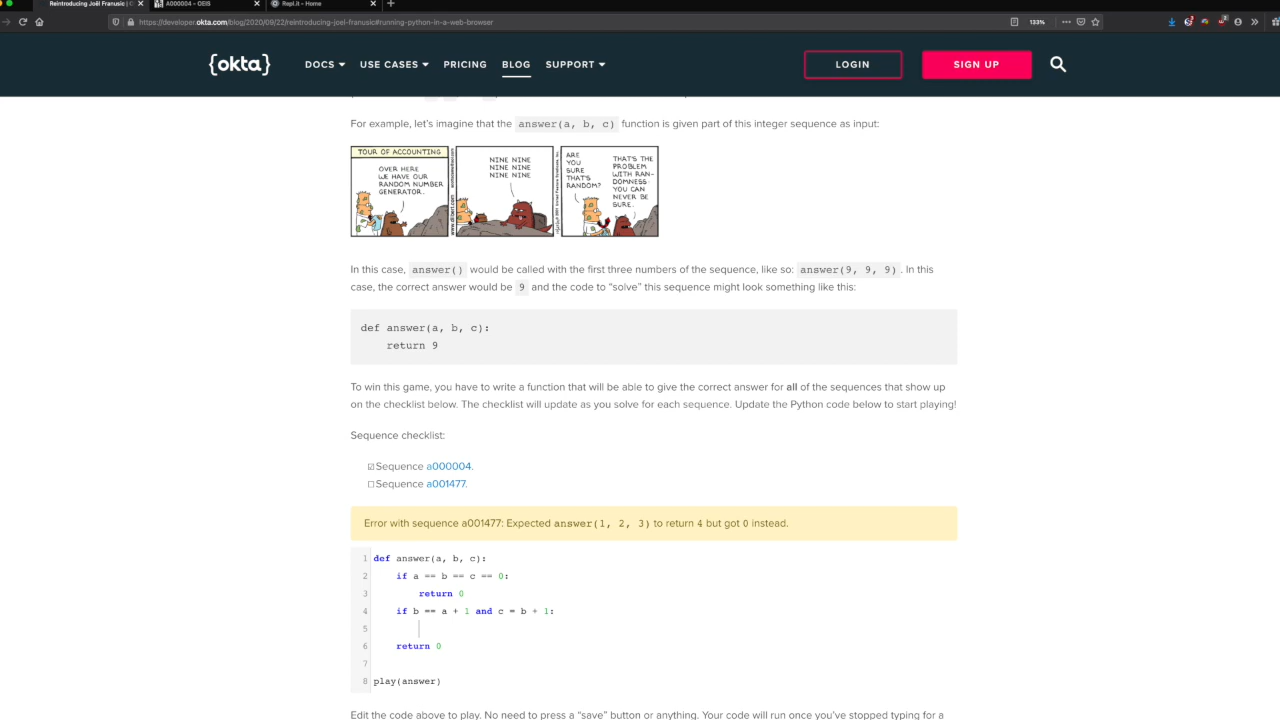 Reintroducing Joël Franusic | O
A000004 - OEIS
Repl.it - Home
https://developer.okta.com/blog/2020/09/22/reintroducing-joel-franusic#running-python-in-a-web-browser
133%
{okta}
DOCS
USE CASES
PRICING
BLOG
SUPPORT
LOGIN
SIGN UP
For example, let's imagine that the answer(a, b, c) function is given part of this integer sequence as input:
TOUR OF ACCOUNTING
OVER HERE
WE HAVE OUR
RANDOM NUMBER
GENERATOR.
www.dilbert.com
NINE NINE
NINE NINE
NINE NINE
ARE
YOU
SURE
THAT'S
RANDOM?
THAT'S THE
PROBLEM
WITH RAN-
DOMNESS-
YOU CAN
NEVER BE
SURE.
In this case, answer() would be called with the first three numbers of the sequence, like so: answer(9, 9, 9). In this
case, the correct answer would be 9 and the code to “solve” this sequence might look something like this:
def answer(a, b, c):
    return 9
To win this game, you have to write a function that will be able to give the correct answer for all of the sequences that show up
on the checklist below. The checklist will update as you solve for each sequence. Update the Python code below to start playing!
Sequence checklist:
☑Sequence a000004.
☐Sequence a001477.
Error with sequence a001477: Expected answer(1, 2, 3) to return 4 but got 0 instead.
1 def answer(a, b, c):
2     if a == b == c == 0:
3         return 0
4     if b == a + 1 and c = b + 1:
5
6     return 0
7
8 play(answer)
Edit the code above to play. No need to press a “save” button or anything. Your code will run once you've stopped typing for a